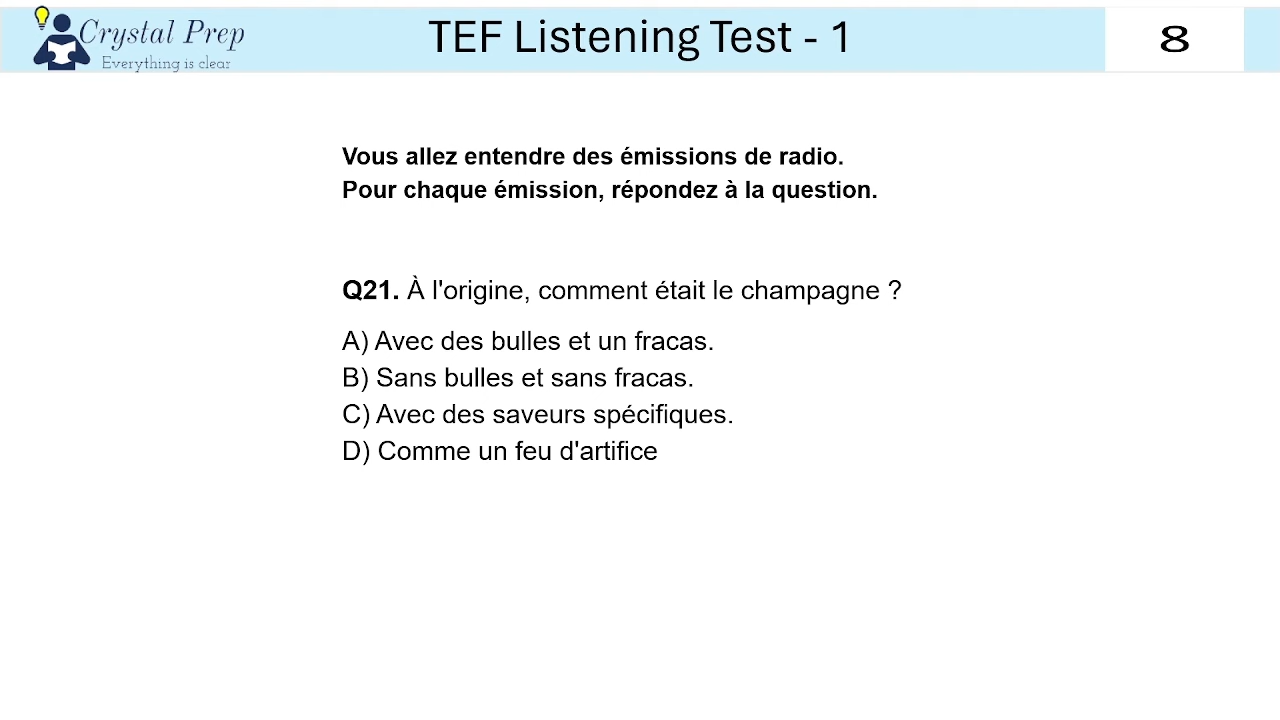 Crystal Prep
Everything is clear
TEF Listening Test - 1
8
Vous allez entendre des émissions de radio.
Pour chaque émission, répondez à la question.
Q21. À l'origine, comment était le champagne ?
A) Avec des bulles et un fracas.
B) Sans bulles et sans fracas.
C) Avec des saveurs spécifiques.
D) Comme un feu d'artifice